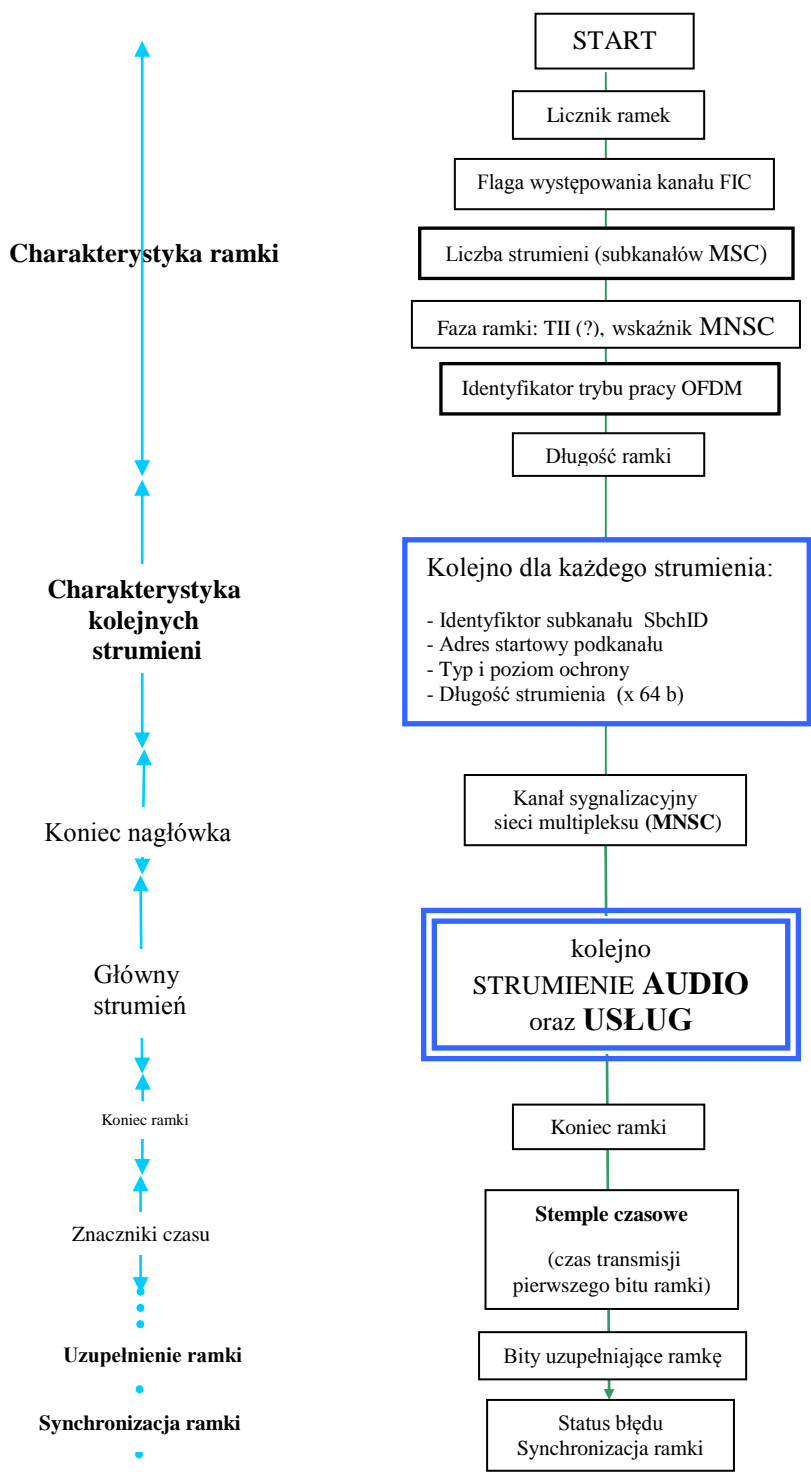 START
Licznik ramek
Flaga występowania kanału FIC
Charakterystyka ramki
Liczba strumieni (subkanałów MSC)
Faza ramki: TII (?), wskaźnik MNSC
Identyfikator trybu pracy OFDM
Długość ramki
Charakterystyka
kolejnych
strumieni
Kolejno dla każdego strumienia:
- Identyfiktor subkanału SbchID
- Adres startowy podkanału
- Typ i poziom ochrony
- Długość strumienia (x 64 b)
Koniec nagłówka
Kanał sygnalizacyjny
sieci multipleksu (MNSC)
Główny
strumień
kolejno
STRUMIENIE AUDIO
oraz USŁUG
Koniec ramki
Koniec ramki
Znaczniki czasu
Stemple czasowe
(czas transmisji
pierwszego bitu ramki)
Uzupełnienie ramki
Bity uzupełniające ramkę
Synchronizacja ramki
Status błędu
Synchronizacja ramki